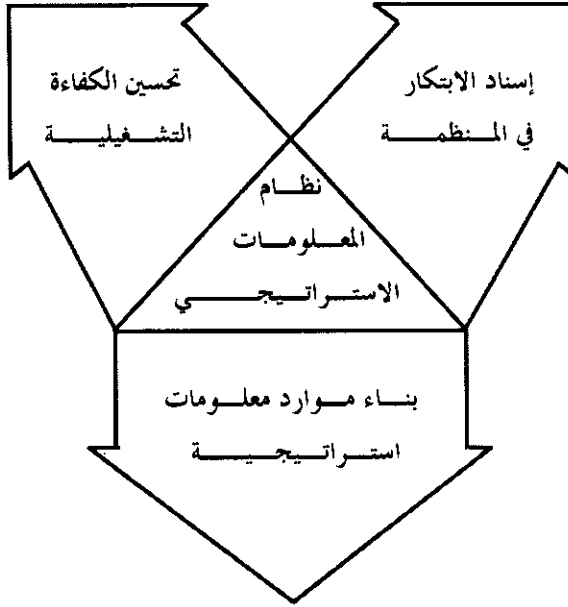 إسناد الابتكار
في المنظمة
تحسين الكفاءة
التشغيلية
نظام
المعلومات
الاستراتيجي
بناء موارد معلومات
استراتيجية